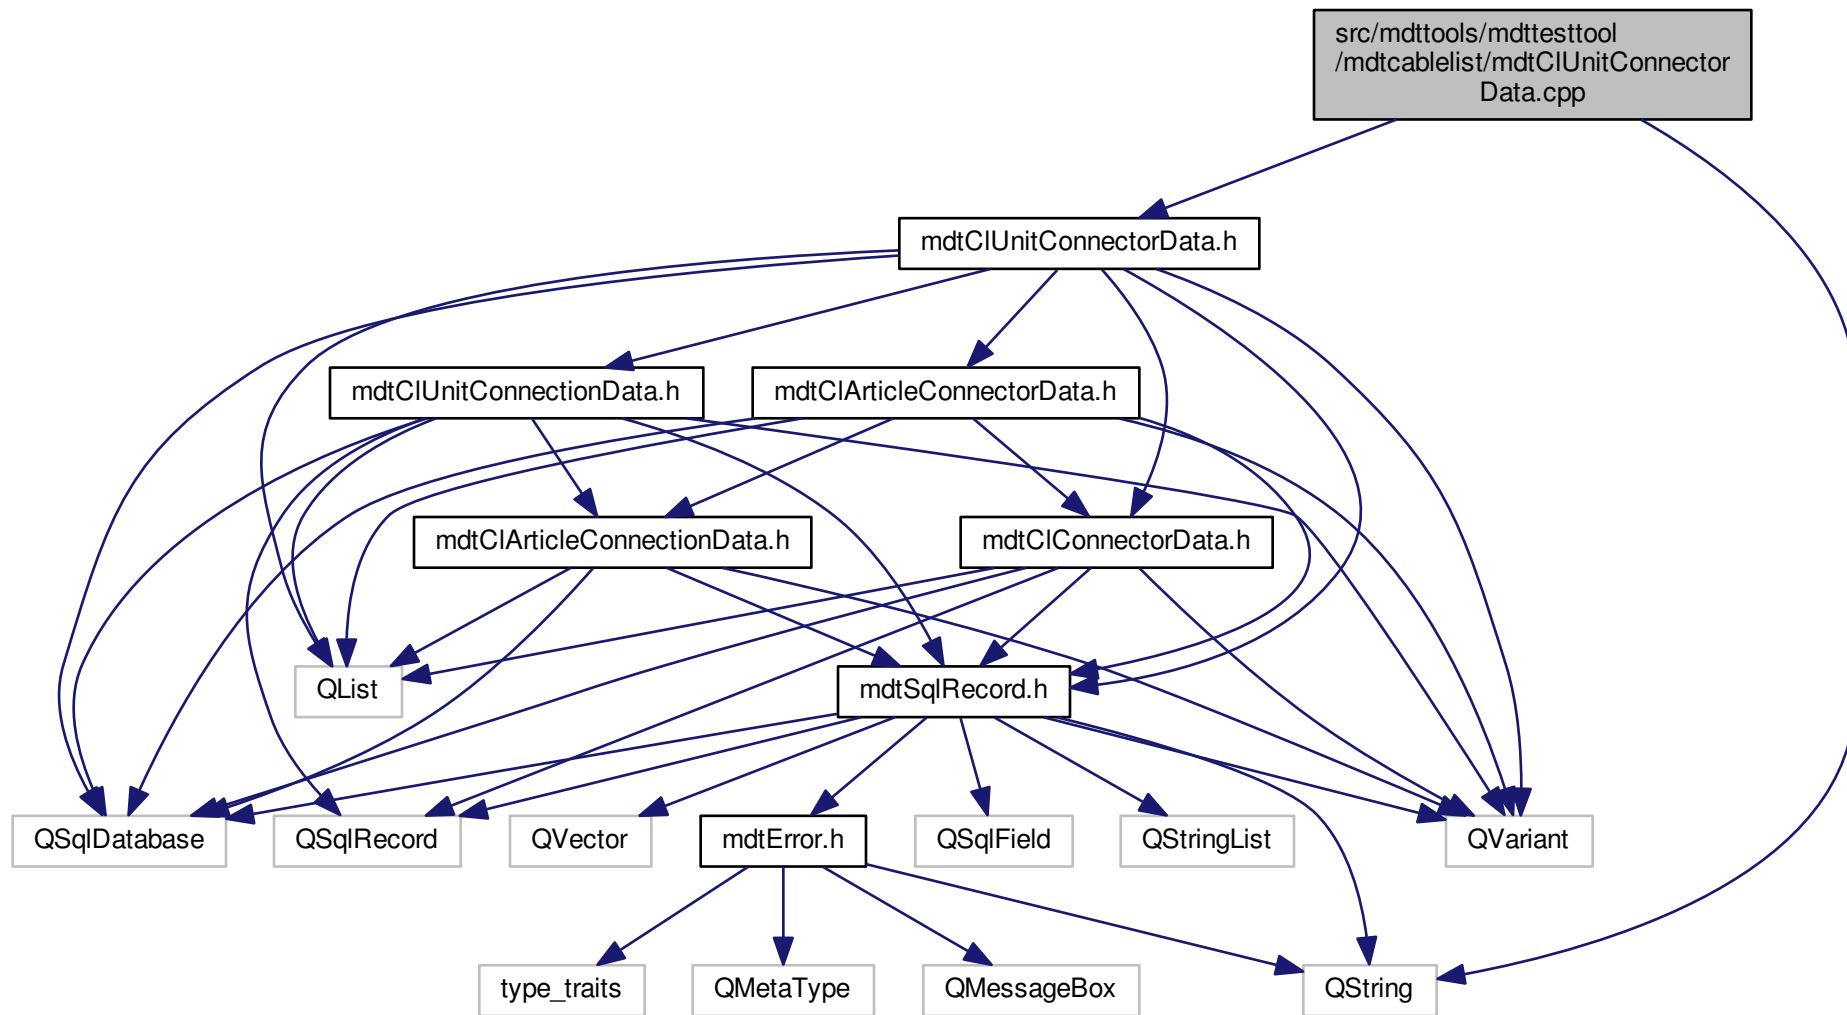 src/mdttools/mdttesttool
/mdtcablelist/mdtClUnitConnector
Data.cpp
mdtClUnitConnectorData.h
mdtClUnitConnectionData.h
mdtClArticleConnectorData.h
mdtClArticleConnectionData.h
mdtClConnectorData.h
QList
mdtSqlRecord.h
QSqlDatabase
QSqlRecord
QVector
mdtError.h
QSqlField
QStringList
QVariant
type_traits
QMetaType
QMessageBox
QString